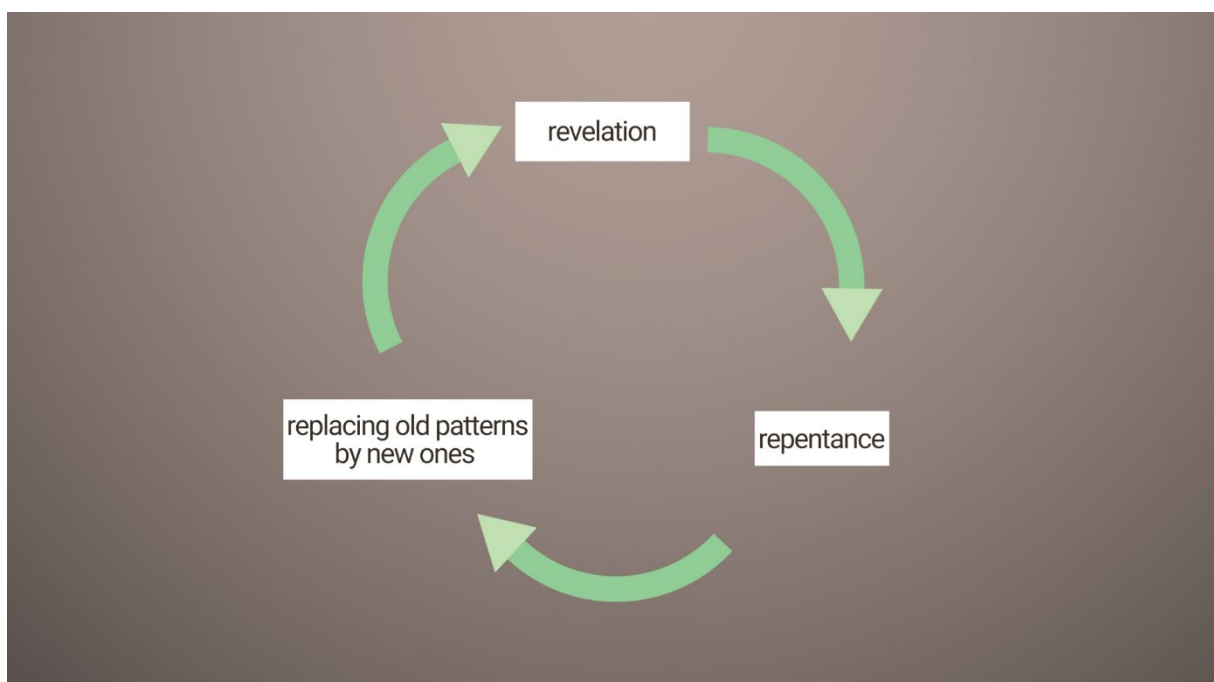 revelation
repentance
replacing old patterns
by new ones